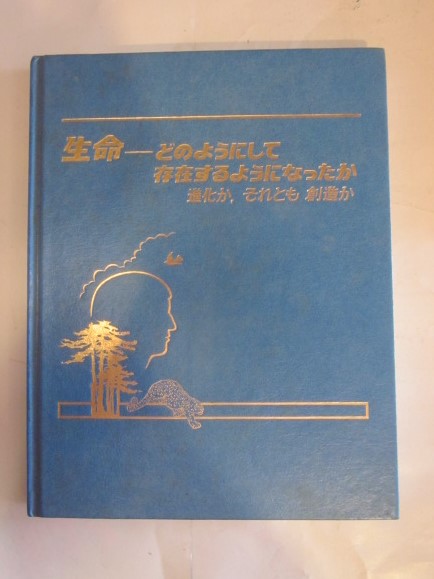 生命―どのようにして
存在するようになったか
進化か, それとも 創造か